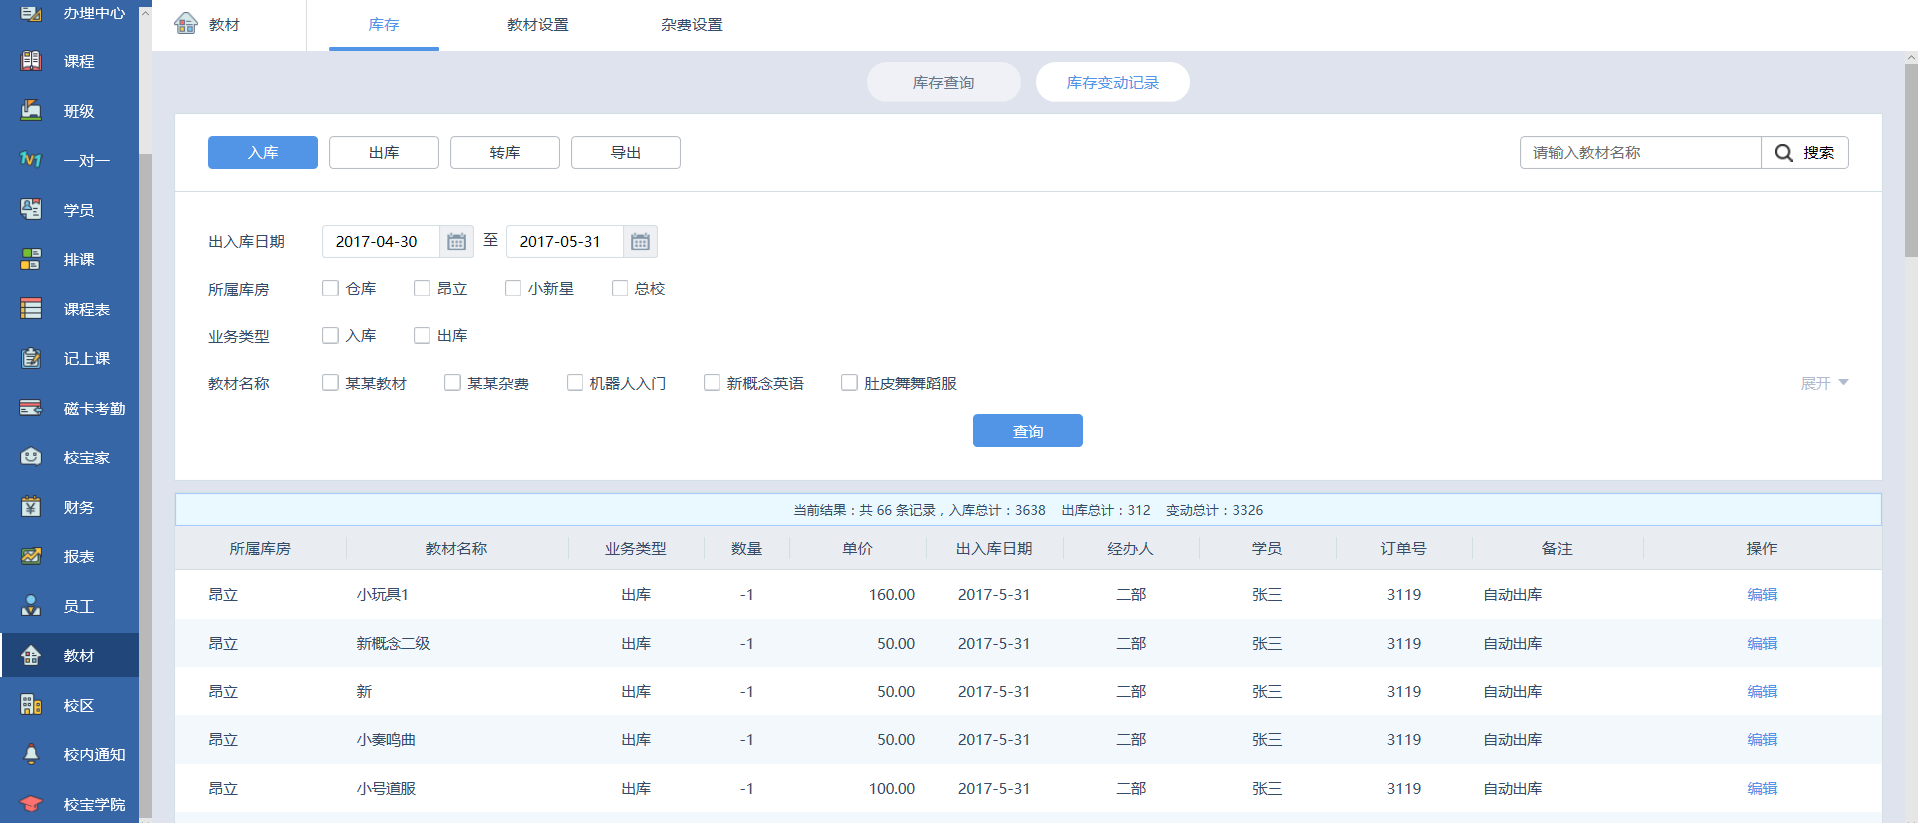 办理中心
课程
班级
一对一
学员
排课
课程表
记上课
磁卡考勤
校宝家
财务
报表
员工
教材
校区
校内通知
校宝学院
教材 库存 教材设置 杂费设置
库存查询 库存变动记录
入库 出库 转库 导出 请输入教材名称 搜索
出入库日期 2017-04-30 至 2017-05-31
所属库房 仓库 昂立 小新星 总校
业务类型 入库 出库
教材名称 某某教材 某某杂费 机器人入门 新概念英语 肚皮舞舞蹈服 展开
查询
当前结果：共 66 条记录，入库总计：3638 出库总计：312 变动总计：3326
所属库房 教材名称 业务类型 数量 单价 出入库日期 经办人 学员 订单号 备注 操作
昂立 小玩具1 出库 -1 160.00 2017-5-31 二部 张三 3119 自动出库 编辑
昂立 新概念二级 出库 -1 50.00 2017-5-31 二部 张三 3119 自动出库 编辑
昂立 新 出库 -1 50.00 2017-5-31 二部 张三 3119 自动出库 编辑
昂立 小奏鸣曲 出库 -1 50.00 2017-5-31 二部 张三 3119 自动出库 编辑
昂立 小号道服 出库 -1 100.00 2017-5-31 二部 张三 3119 自动出库 编辑